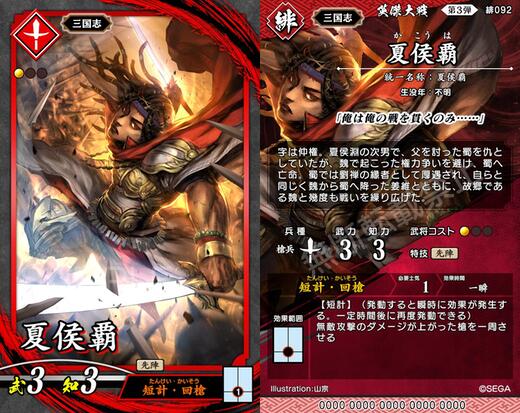 三国志
夏侯覇
武3 知3
先陣
たんけい・かいそう
短計・回槍
1
緋
三国志
英傑大戦
第3弾
緋092
かこうは
夏侯覇
統一名称：夏侯覇
生没年：不明
「俺は俺の戦を貫くのみ……」
字は仲権。夏侯淵の次男で、父を討った蜀を仇と
していたが、魏で起こった権力争いを避け、蜀へ
亡命。蜀では劉禅の縁者として厚遇され、自らと
同じく魏から蜀へ降った姜維とともに、故郷であ
る魏と幾度も戦いを繰り広げた。
兵種 武力 知力 武将コスト
槍兵 3 3
特技 先陣
たんけい・かいそう
短計・回槍
必要士気 1
効果時間 一瞬
効果範囲
【短計】（発動すると瞬時に効果が発生す
る。一定時間後に再度発動できる）
無敵攻撃のダメージが上がった槍を一周さ
せる
Illustration:山宗
©SEGA
0000-0000-0000-0000-0000